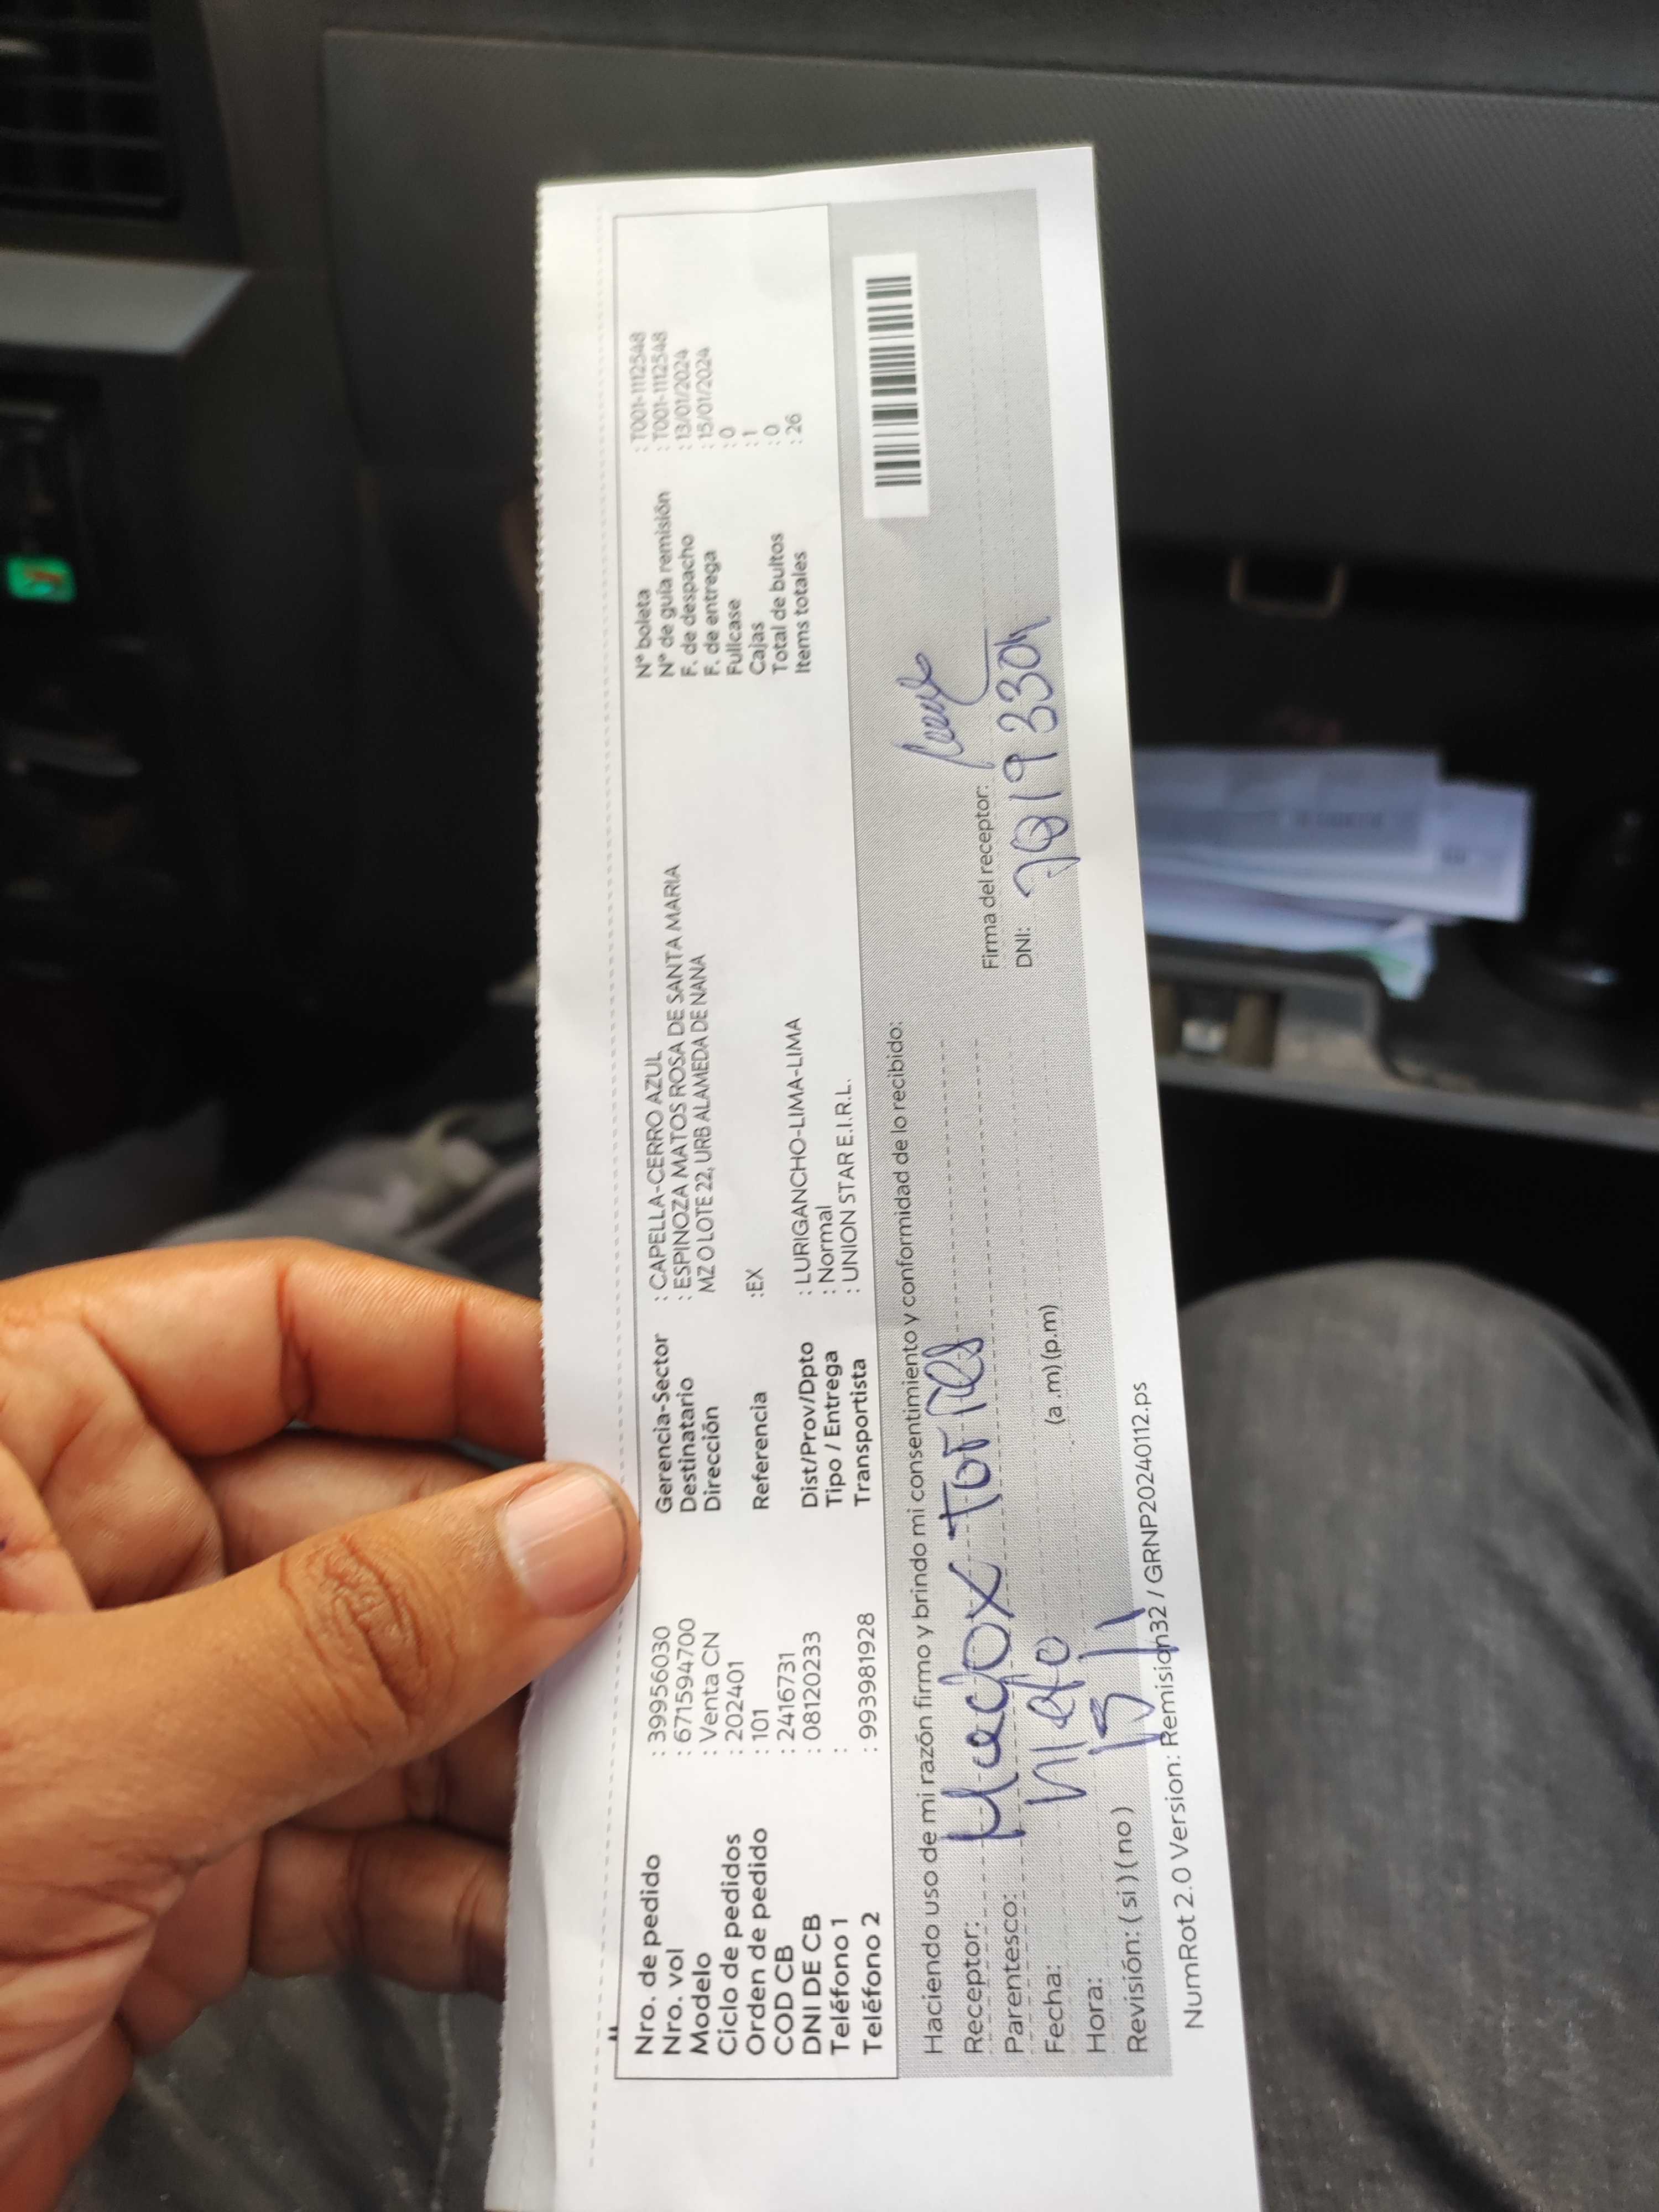 Nro. de pedido : 399956030
Nro. vol : 671594700
Modelo : Venta CN
Ciclo de pedidos : 202401
Orden de pedido : 101
COD CB : 2416731
DNI DE CB : 08120233
Teléfono 1 :
Teléfono 2 : 993981928
Gerencia-Sector : CAPELLA-CERRO AZUL
Destinatario : ESPINOZA MATOS ROSA DE SANTA MARIA
Dirección MZ O LOTE 22, URB ALAMEDA DE NANA
Referencia :EX
Dist/Prov/Dpto : LURIGANCHO-LIMA-LIMA
Tipo / Entrega : Normal
Transportista : UNION STAR E.I.R.L.
N° boleta : T001-1112548
N° de guía remisión : T001-1112548
F. de despacho : 13/01/2024
F. de entrega : 15/01/2024
Fullcase : 0
Cajas : 1
Total de bultos : 0
Items totales : 26
Haciendo uso de mi razón firmo y brindo mi consentimiento y conformidad de lo recibido:
Receptor: Torres
Parentesco:
Fecha:
Hora: (a .m) (p.m)
Revisión: ( si ) ( no )
Firma del receptor:
DNI:
NumRot 2.0 Version: Remision32 / GRNP20240112.ps